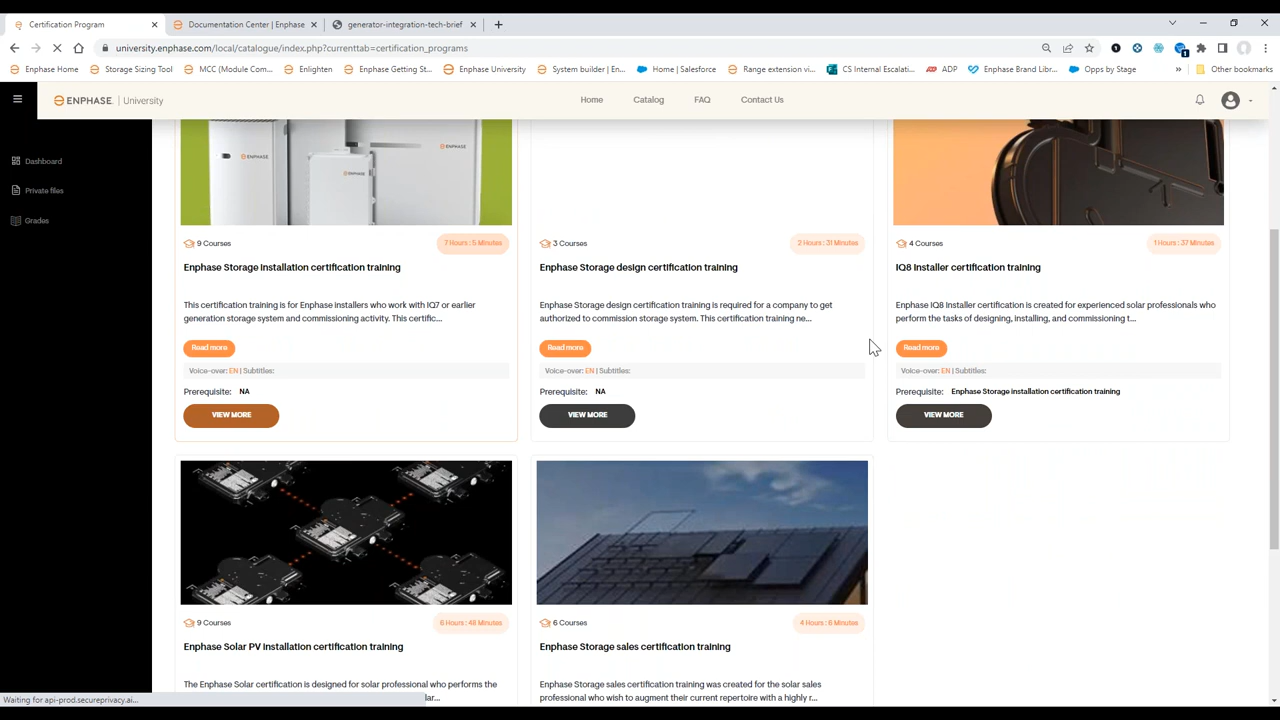 Certification Program
Documentation Center | Enphase
generator-integration-tech-brief
university.enphase.com/local/catalogue/index.php?currenttab=certification_programs
Enphase Home
Storage Sizing Tool
MCC (Module Com...
Enlighten
Enphase Getting St...
Enphase University
System builder | En...
Home | Salesforce
Range extension vi...
CS Internal Escalati...
ADP
Enphase Brand Libr...
Opps by Stage
»
Other bookmarks
ENPHASE. | University
Home
Catalog
FAQ
Contact Us
Dashboard
Private files
Grades
ENPHASE
ENPHASE
ENPHASE
9 Courses
7 Hours : 5 Minutes
Enphase Storage installation certification training
This certification training is for Enphase installers who work with IQ7 or earlier
generation storage system and commissioning activity. This certific...
Read more
Voice-over: EN | Subtitles:
Prerequisite: NA
VIEW MORE
3 Courses
2 Hours : 31 Minutes
Enphase Storage design certification training
Enphase Storage design certification training is required for a company to get
authorized to commission storage system. This certification training ne...
Read more
Voice-over: EN | Subtitles:
Prerequisite: NA
VIEW MORE
4 Courses
1 Hours : 37 Minutes
IQ8 Installer certification training
Enphase IQ8 Installer certification is created for experienced solar professionals who
perform the tasks of designing, installing, and commissioning t...
Read more
Voice-over: EN | Subtitles:
Prerequisite: Enphase Storage installation certification training
VIEW MORE
9 Courses
6 Hours : 48 Minutes
Enphase Solar PV installation certification training
The Enphase Solar certification is designed for solar professional who performs the
lar...
6 Courses
4 Hours : 6 Minutes
Enphase Storage sales certification training
Enphase Storage sales certification training was created for the solar sales
professional who wish to augment their current repertoire with a highly r...
Waiting for api-prod.secureprivacy.ai...